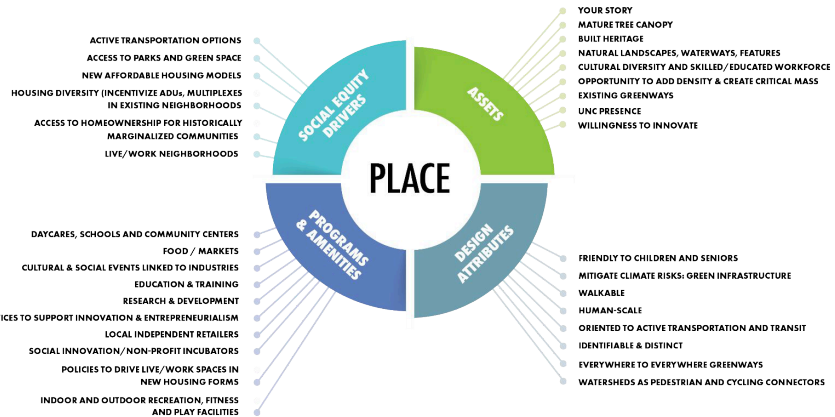 ACTIVE TRANSPORTATION OPTIONS
ACCESS TO PARKS AND GREEN SPACE
NEW AFFORDABLE HOUSING MODELS
HOUSING DIVERSITY (INCENTIVIZE ADUs, MULTIPLEXES
IN EXISTING NEIGHBORHOODS
ACCESS TO HOMEOWNERSHIP FOR HISTORICALLY
MARGINALIZED COMMUNITIES
LIVE/WORK NEIGHBORHOODS
SOCIAL EQUITY
DRIVERS
ASSETS
YOUR STORY
MATURE TREE CANOPY
BUILT HERITAGE
NATURAL LANDSCAPES, WATERWAYS, FEATURES
CULTURAL DIVERSITY AND SKILLED/EDUCATED WORKFORCE
OPPORTUNITY TO ADD DENSITY & CREATE CRITICAL MASS
EXISTING GREENWAYS
UNC PRESENCE
WILLINGNESS TO INNOVATE
PLACE
DAYCARES, SCHOOLS AND COMMUNITY CENTERS
FOOD / MARKETS
CULTURAL & SOCIAL EVENTS LINKED TO INDUSTRIES
EDUCATION & TRAINING
RESEARCH & DEVELOPMENT
TO SUPPORT INNOVATION & ENTREPRENEURIALISM
LOCAL INDEPENDENT RETAILERS
SOCIAL INNOVATION/NON-PROFIT INCUBATORS
POLICIES TO DRIVE LIVE/WORK SPACES IN
NEW HOUSING FORMS
INDOOR AND OUTDOOR RECREATION, FITNESS
AND PLAY FACILITIES
PROGRAMS
& AMENITIES
DESIGN
ATTRIBUTES
FRIENDLY TO CHILDREN AND SENIORS
MITIGATE CLIMATE RISKS: GREEN INFRASTRUCTURE
WALKABLE
HUMAN-SCALE
ORIENTED TO ACTIVE TRANSPORTATION AND TRANSIT
IDENTIFIABLE & DISTINCT
EVERYWHERE TO EVERYWHERE GREENWAYS
WATERSHEDS AS PEDESTRIAN AND CYCLING CONNECTORS